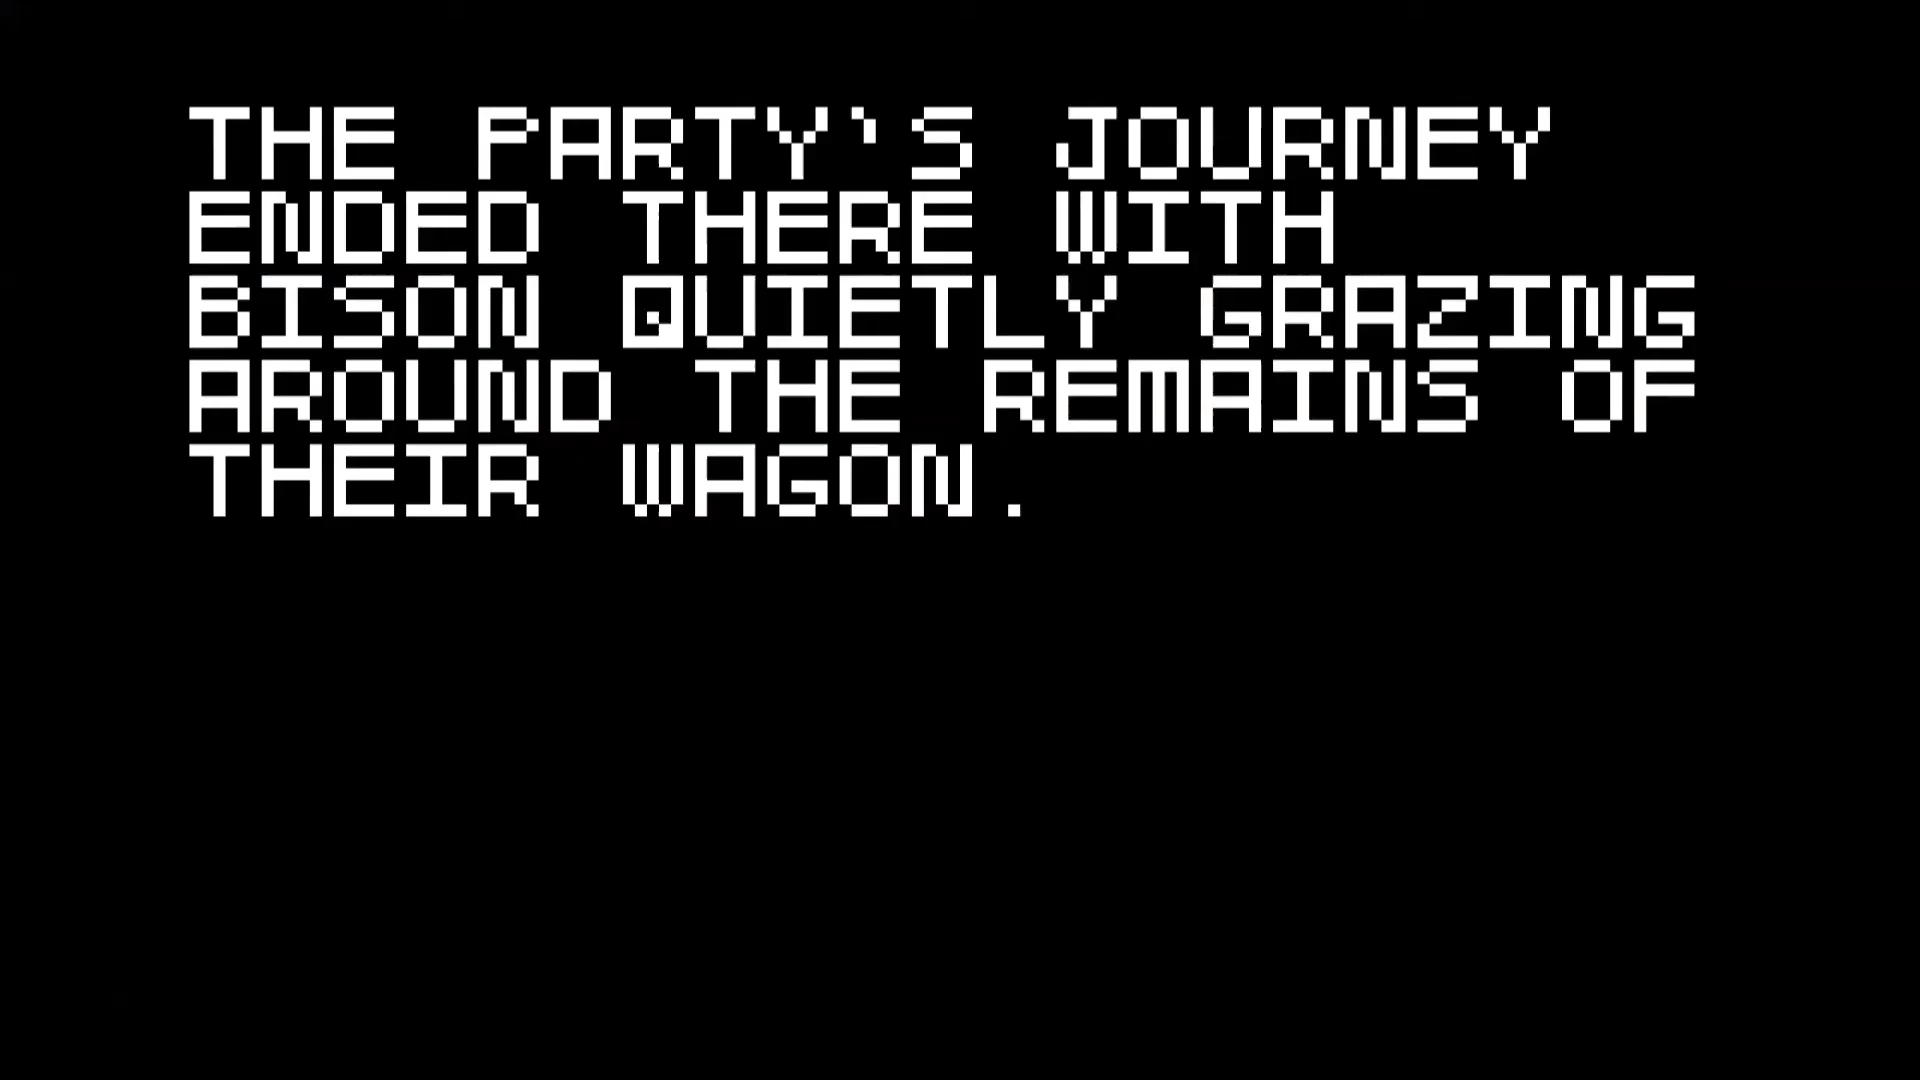 THE PARTY'S JOURNEY
ENDED THERE WITH
BISON QUIETLY GRAZING
AROUND THE REMAINS OF
THEIR WAGON.